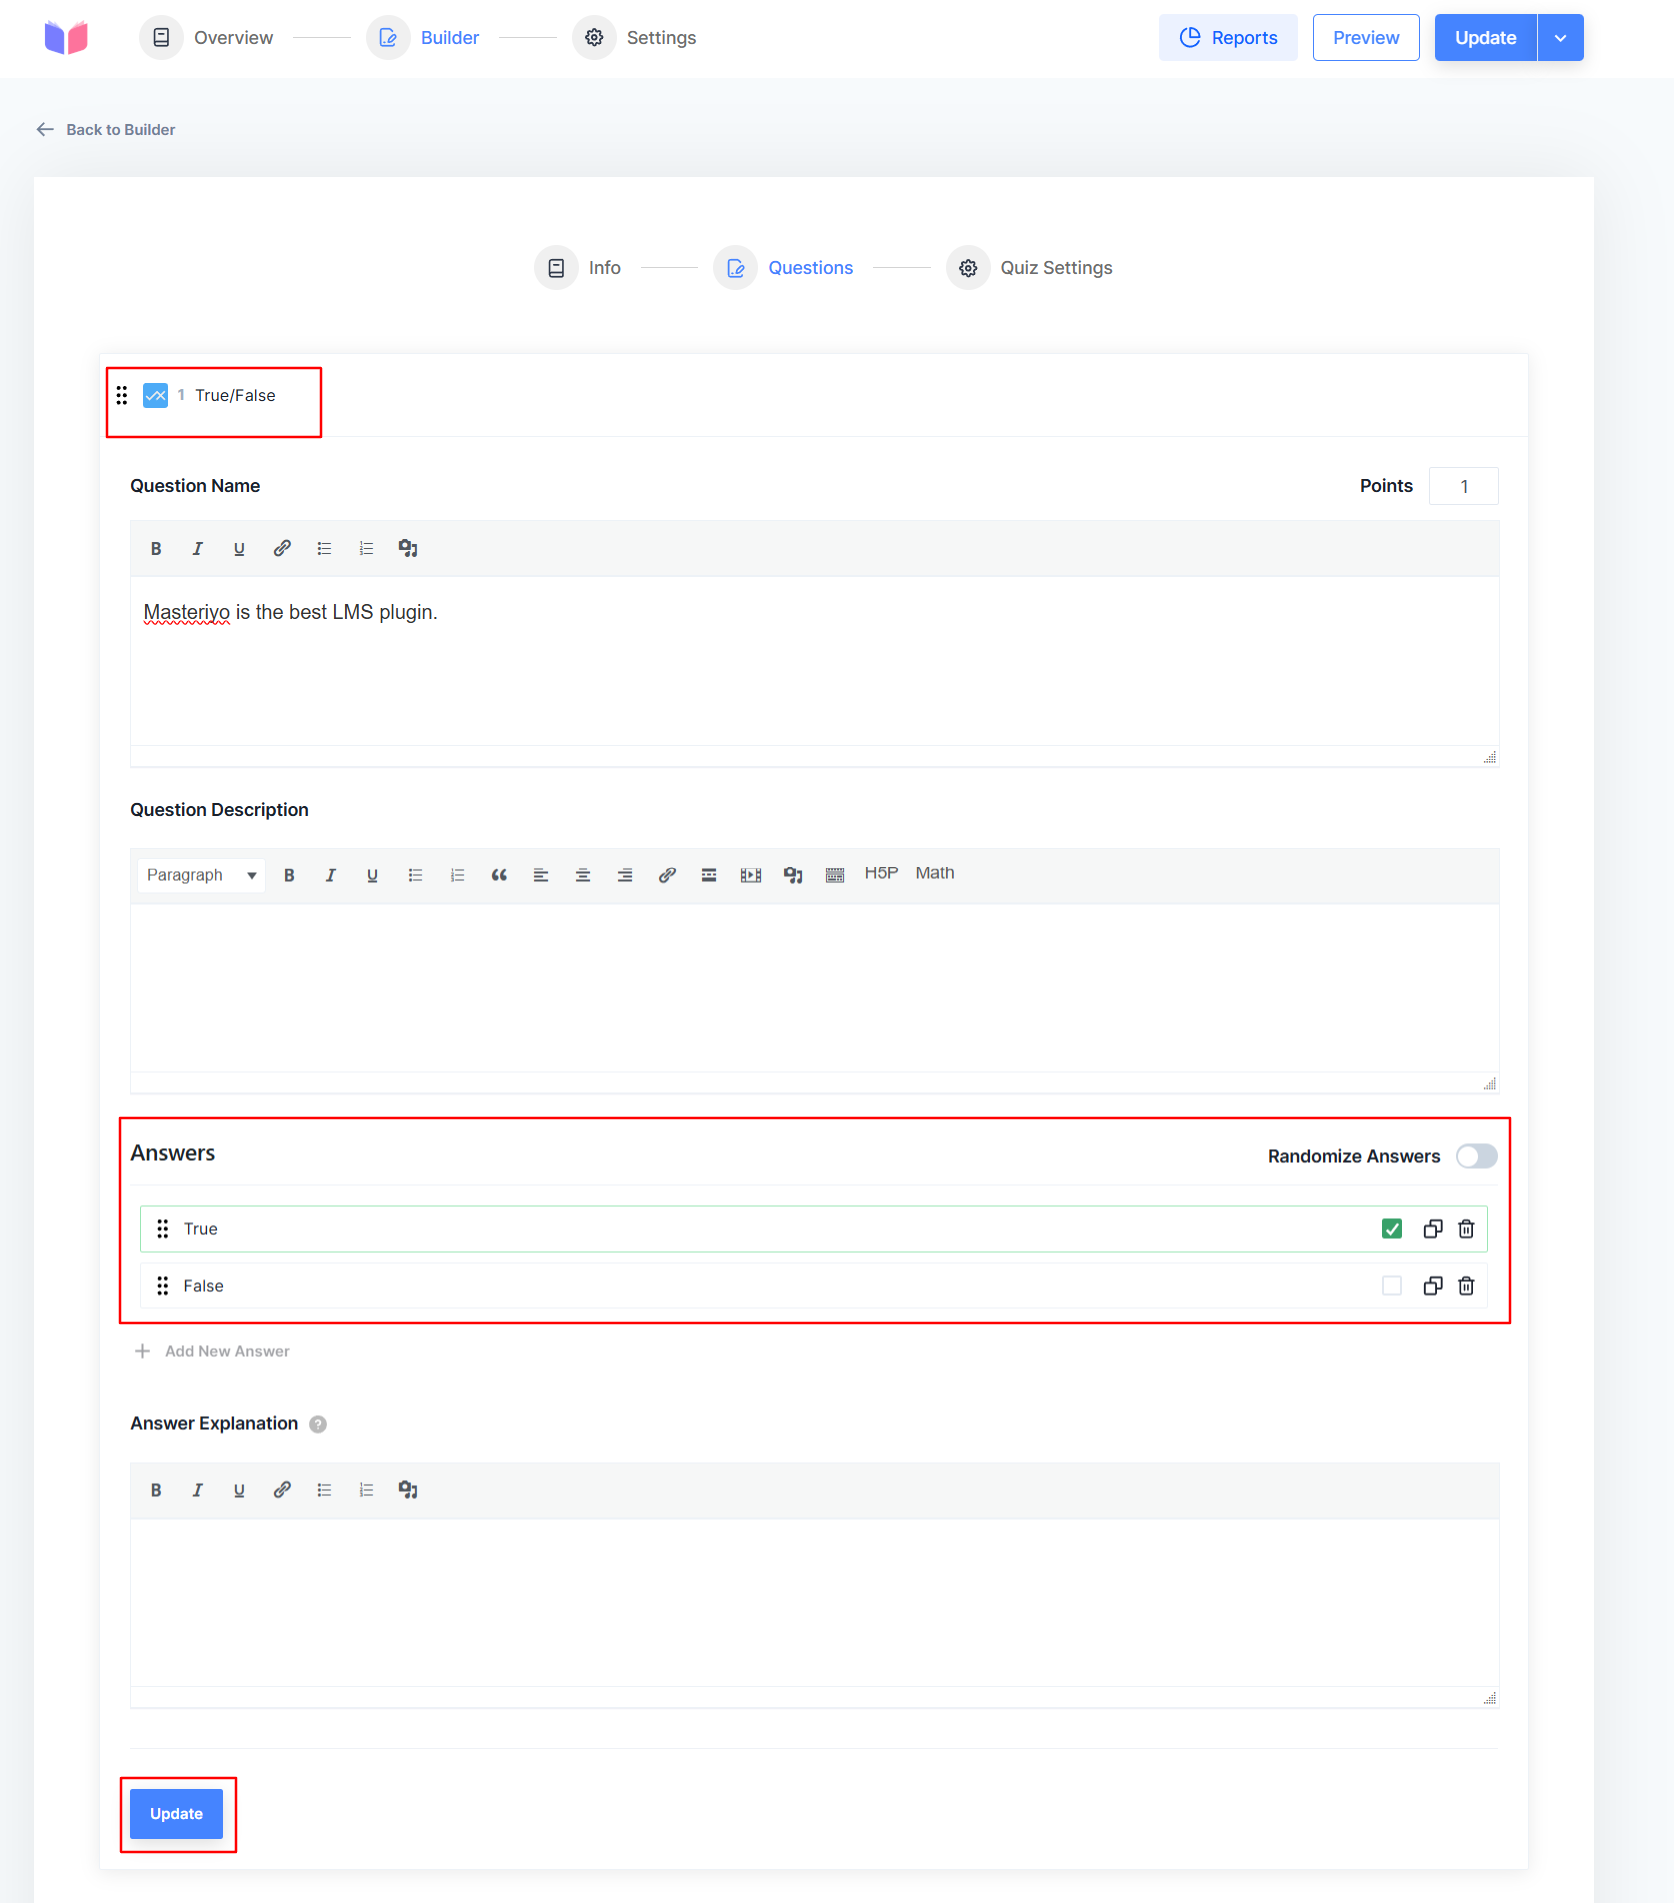 Overview Builder Settings Reports Preview Update
Back to Builder
Info Questions Quiz Settings
1 True/False
Question Name Points 1
B I U
Masteriyo is the best LMS plugin.
Question Description
Paragraph B I U H5P Math
Answers Randomize Answers
True
False
Add New Answer
Answer Explanation ?
B I U
Update